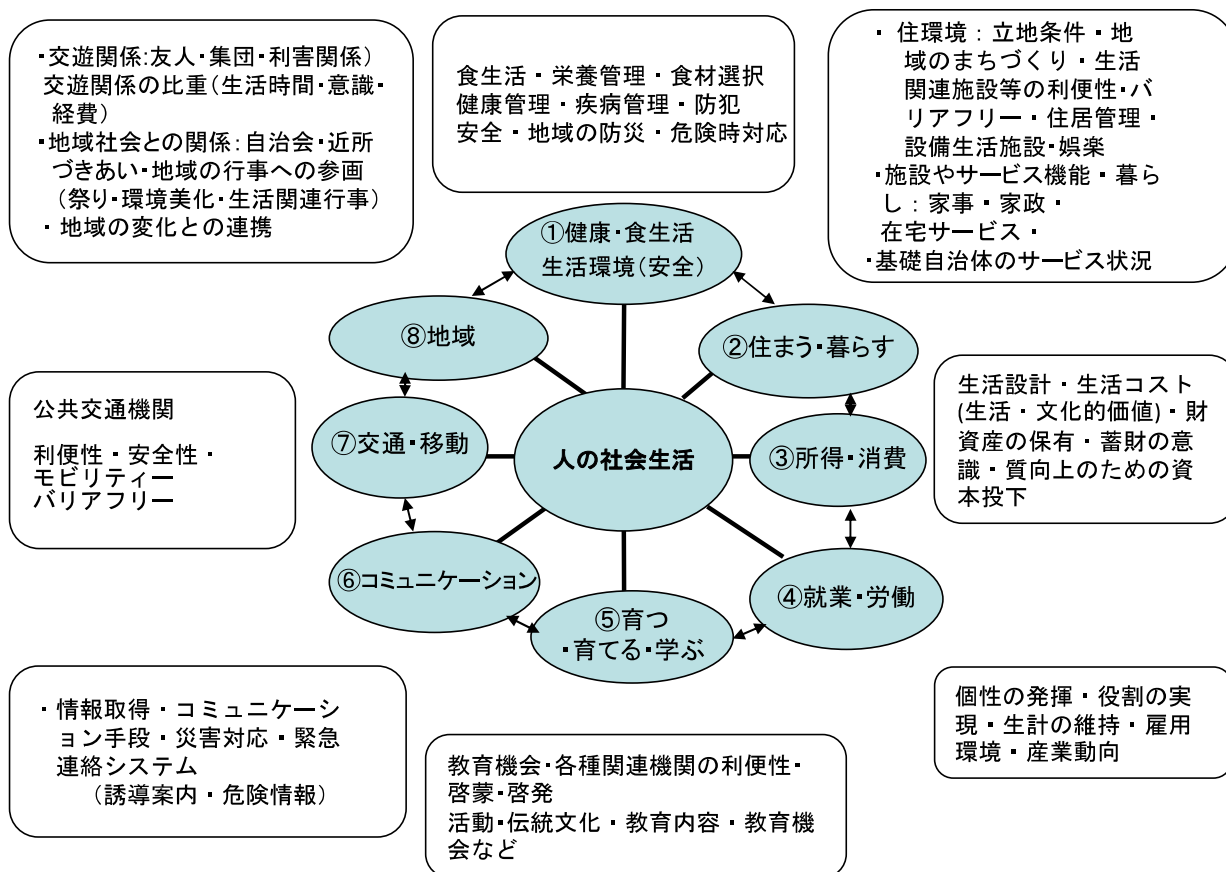 ・交遊関係:友人・集団・利害関係）
交遊関係の比重（生活時間・意識・
経費）
・地域社会との関係：自治会・近所
づきあい・地域の行事への参画
（祭り・環境美化・生活関連行事）
・地域の変化との連携
食生活・栄養管理・食材選択
健康管理・疾病管理・防犯
安全・地域の防災・危険時対応
・住環境：立地条件・地
域のまちづくり・生活
関連施設等の利便性・バ
リアフリー・住居管理・
設備生活施設・娯楽
・施設やサービス機能・暮ら
し：家事・家政・
在宅サービス・
・基礎自治体のサービス状況
①健康・食生活
生活環境（安全）
⑧地域
②住まう・暮らす
公共交通機関
利便性・安全性・
モビリティー
バリアフリー
⑦交通・移動
人の社会生活
③所得・消費
生活設計・生活コスト
(生活・文化的価値)・財
資産の保有・蓄財の意
識・質向上のための資
本投下
⑥コミュニケーション
⑤育つ
・育てる・学ぶ
④就業・労働
・情報取得・コミュニケーシ
ョン手段・災害対応・緊急
連絡システム
（誘導案内・危険情報）
教育機会・各種関連機関の利便性・
啓蒙・啓発
活動・伝統文化・教育内容・教育機
会など
個性の発揮・役割の実
現・生計の維持・雇用
環境・産業動向